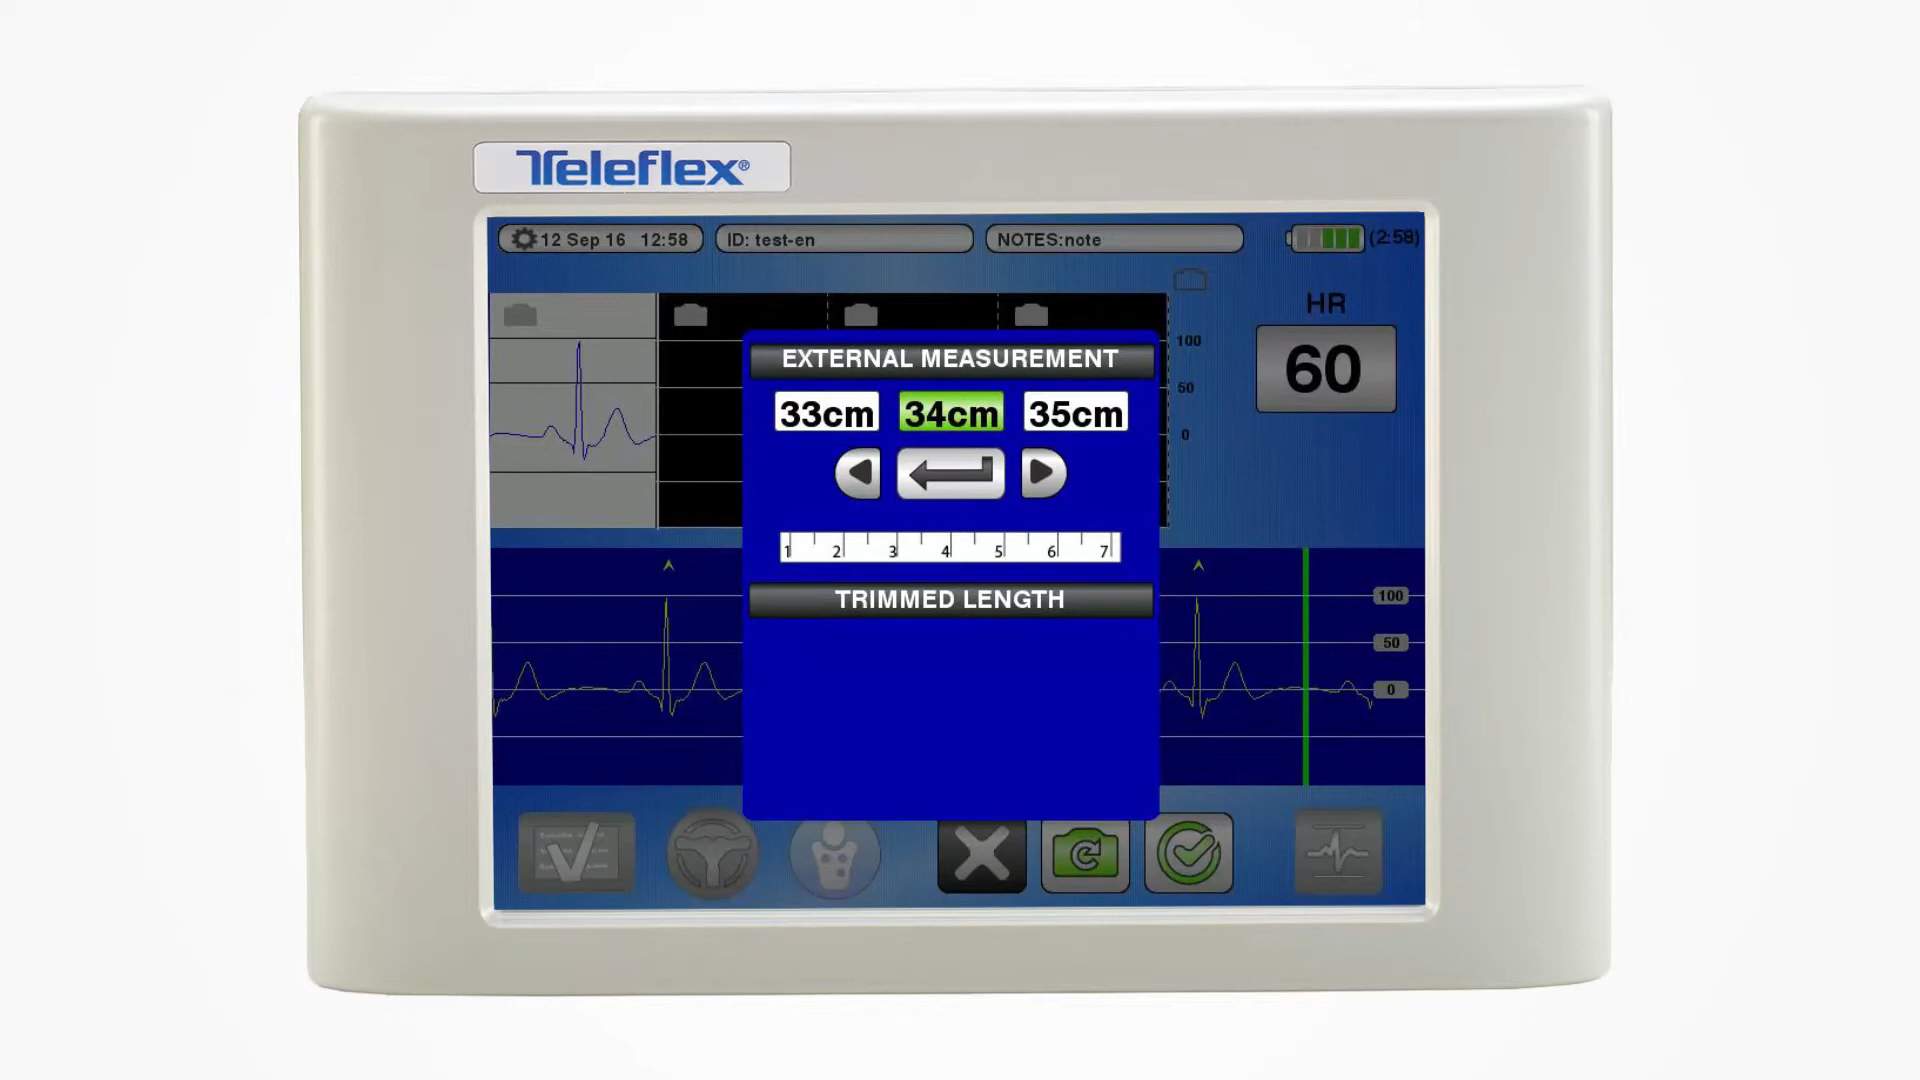 Teleflex®
12 Sep 16 12:58
ID: test-en
NOTES:note
(2:58)
HR
60
100
50
0
EXTERNAL MEASUREMENT
33cm 34cm 35cm
1 2 3 4 5 6 7
TRIMMED LENGTH
100
50
0